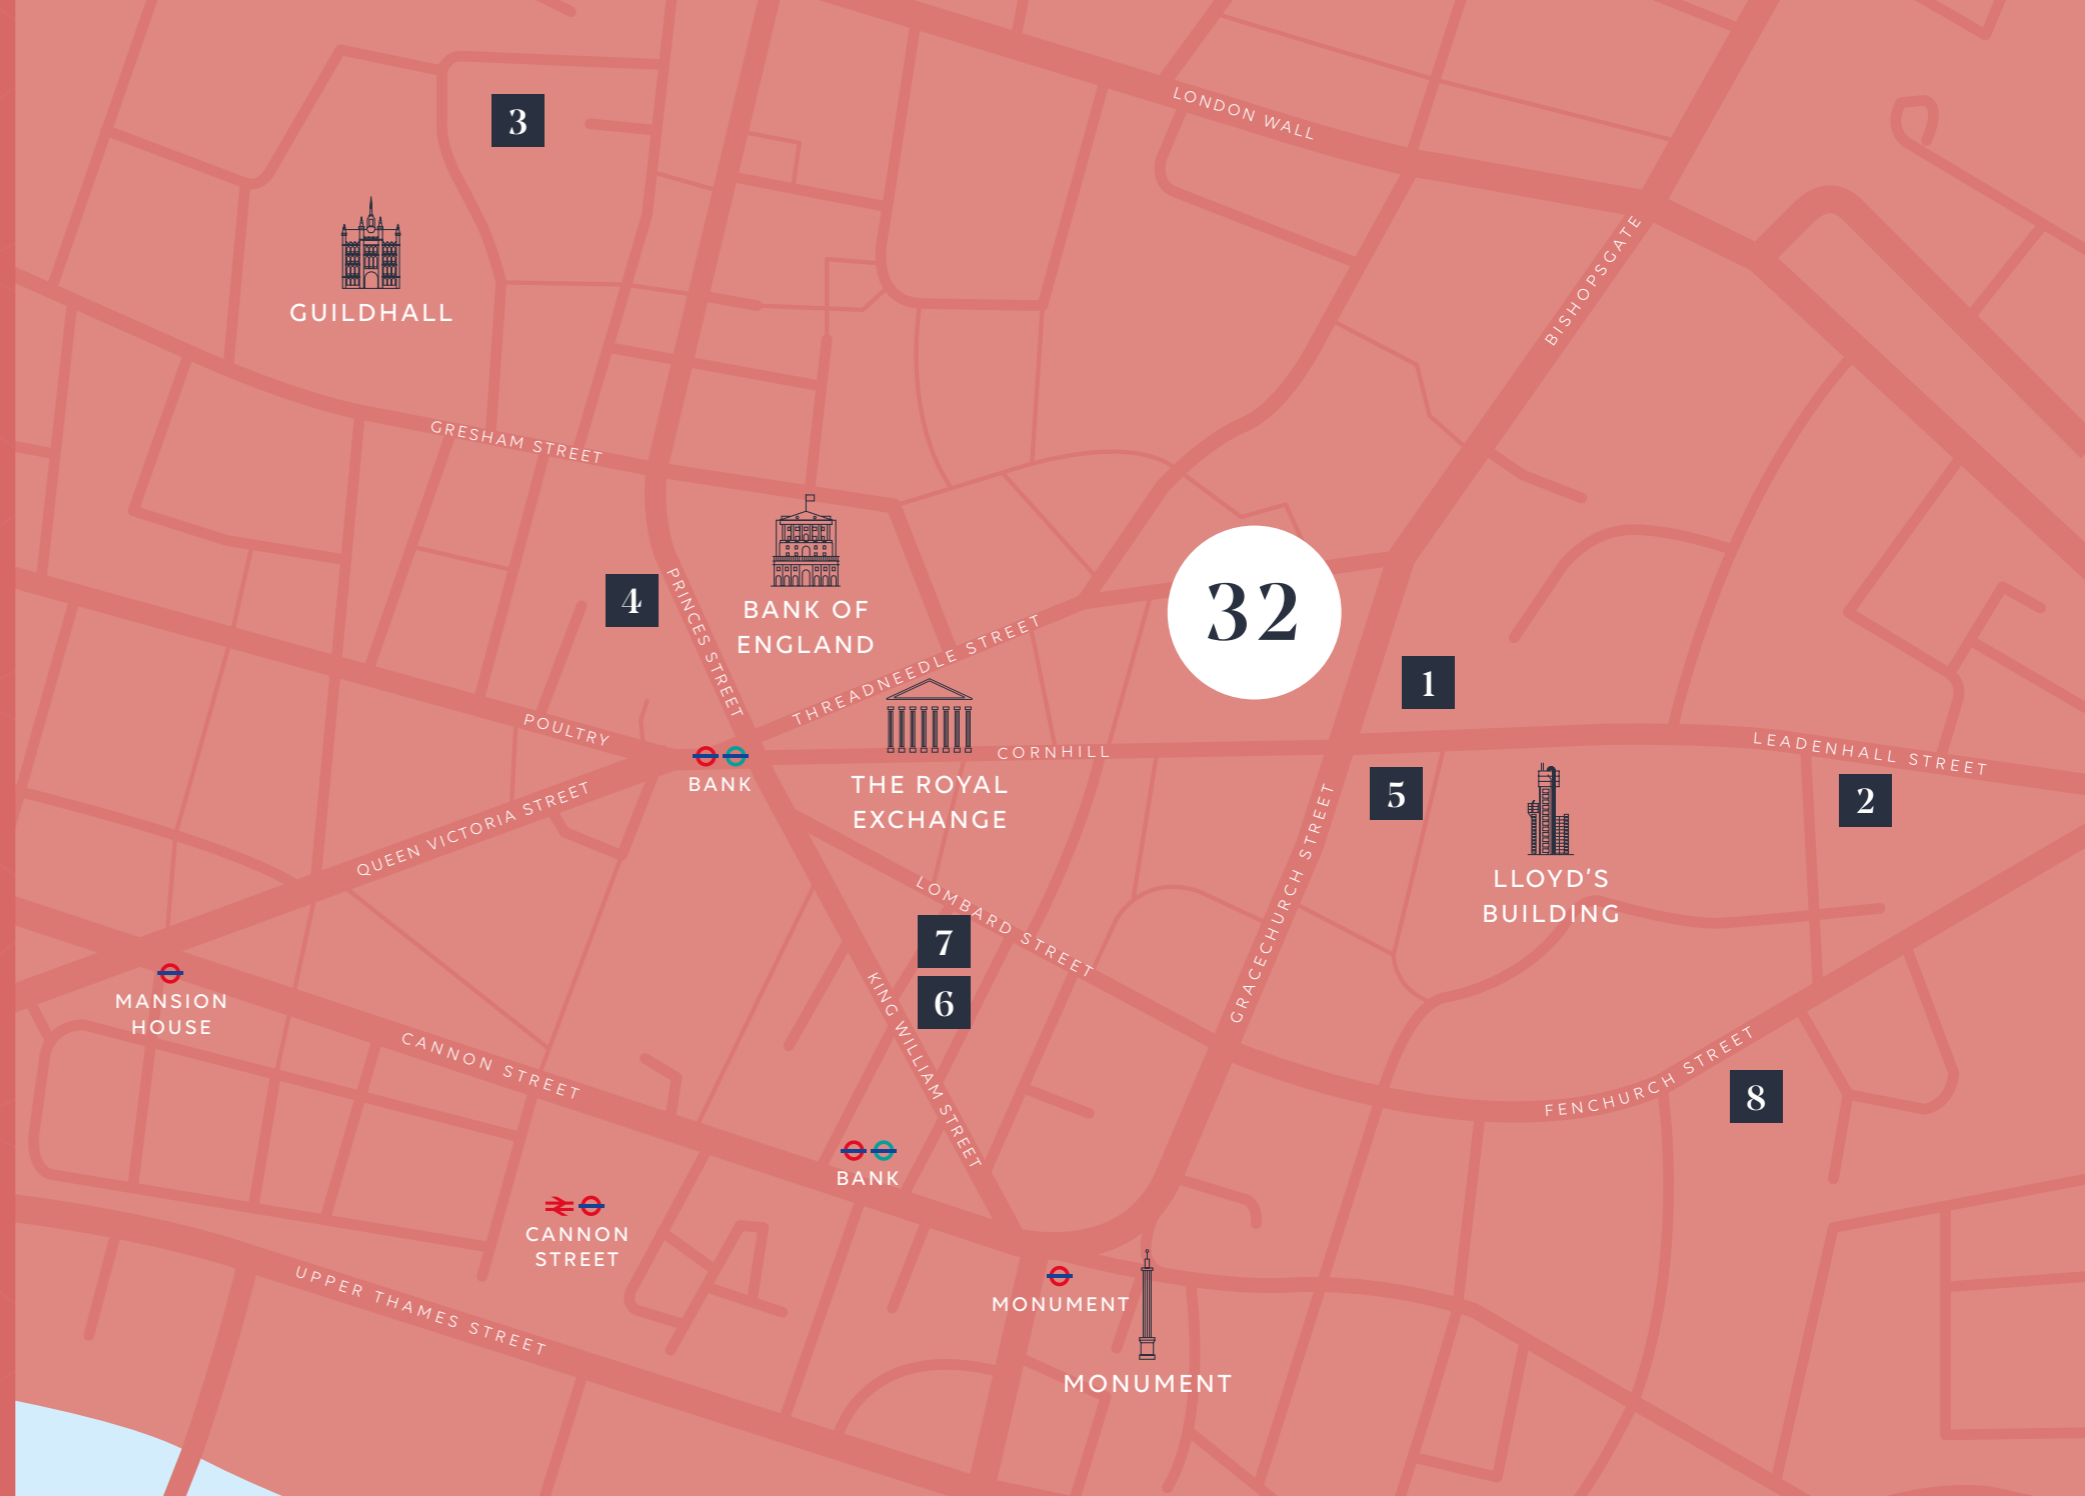 LONDON WALL
3
BISHOPSGATE
GUILDHALL
GRESHAM STREET
4
PRINCES STREET
BANK OF
ENGLAND
THREADNEEDLE STREET
32
1
POULTRY
BANK
THE ROYAL
EXCHANGE
CORNHILL
LEADENHALL STREET
5
2
QUEEN VICTORIA STREET
LLOYD'S
BUILDING
LOMBARD STREET
GRACECHURCH STREET
7
6
MANSION
HOUSE
KING WILLIAM STREET
CANNON STREET
FENCHURCH STREET
8
BANK
CANNON
STREET
UPPER THAMES STREET
MONUMENT
MONUMENT